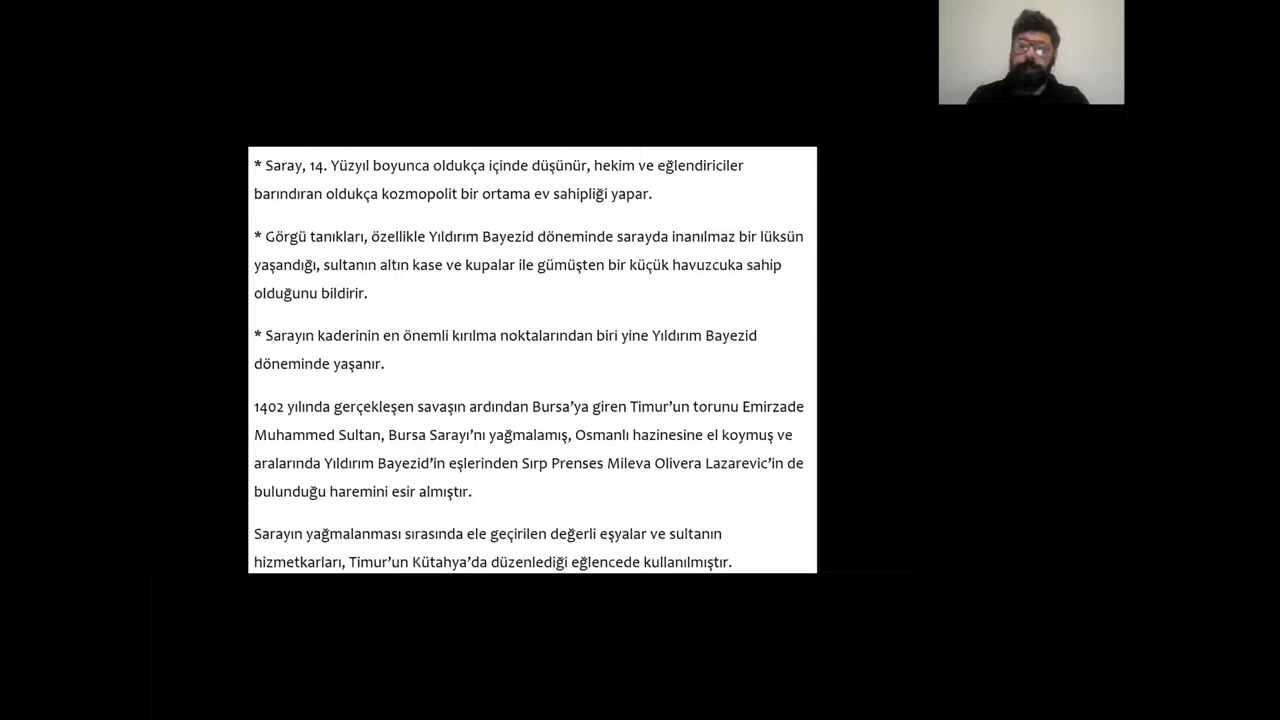 * Saray, 14. Yüzyıl boyunca oldukça içinde düşünür, hekim ve eğlendiriciler
barındıran oldukça kozmopolit bir ortama ev sahipliği yapar.
* Görgü tanıkları, özellikle Yıldırım Bayezid döneminde sarayda inanılmaz bir lüksün
yaşandığı, sultanın altın kase ve kupalar ile gümüşten bir küçük havuzcuka sahip
olduğunu bildirir.
* Sarayın kaderinin en önemli kırılma noktalarından biri yine Yıldırım Bayezid
döneminde yaşanır.
1402 yılında gerçekleşen savaşın ardından Bursa’ya giren Timur’un torunu Emirzade
Muhammed Sultan, Bursa Sarayı’nı yağmalamış, Osmanlı hazinesine el koymuş ve
aralarında Yıldırım Bayezid’in eşlerinden Sırp Prenses Mileva Olivera Lazarevic’in de
bulunduğu haremini esir almıştır.
Sarayın yağmalanması sırasında ele geçirilen değerli eşyalar ve sultanın
hizmetkarları, Timur’un Kütahya’da düzenlediği eğlencede kullanılmıştır.